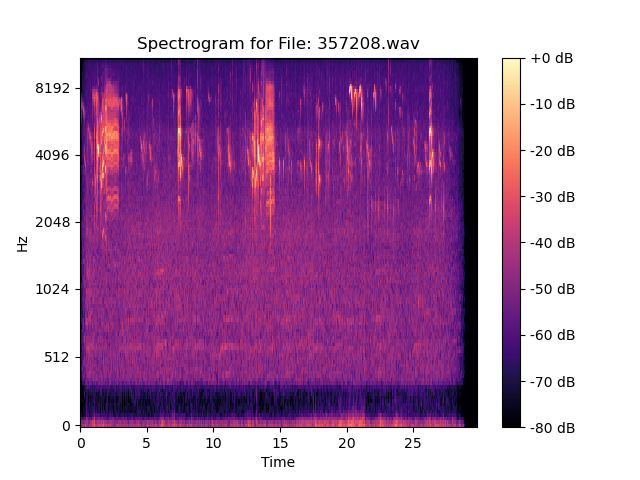 Spectrogram for File: 357208.wav
8192
4096
2048
1024
512
0
Hz
0 5 10 15 20 25
Time
+0 dB
-10 dB
-20 dB
-30 dB
-40 dB
-50 dB
-60 dB
-70 dB
-80 dB